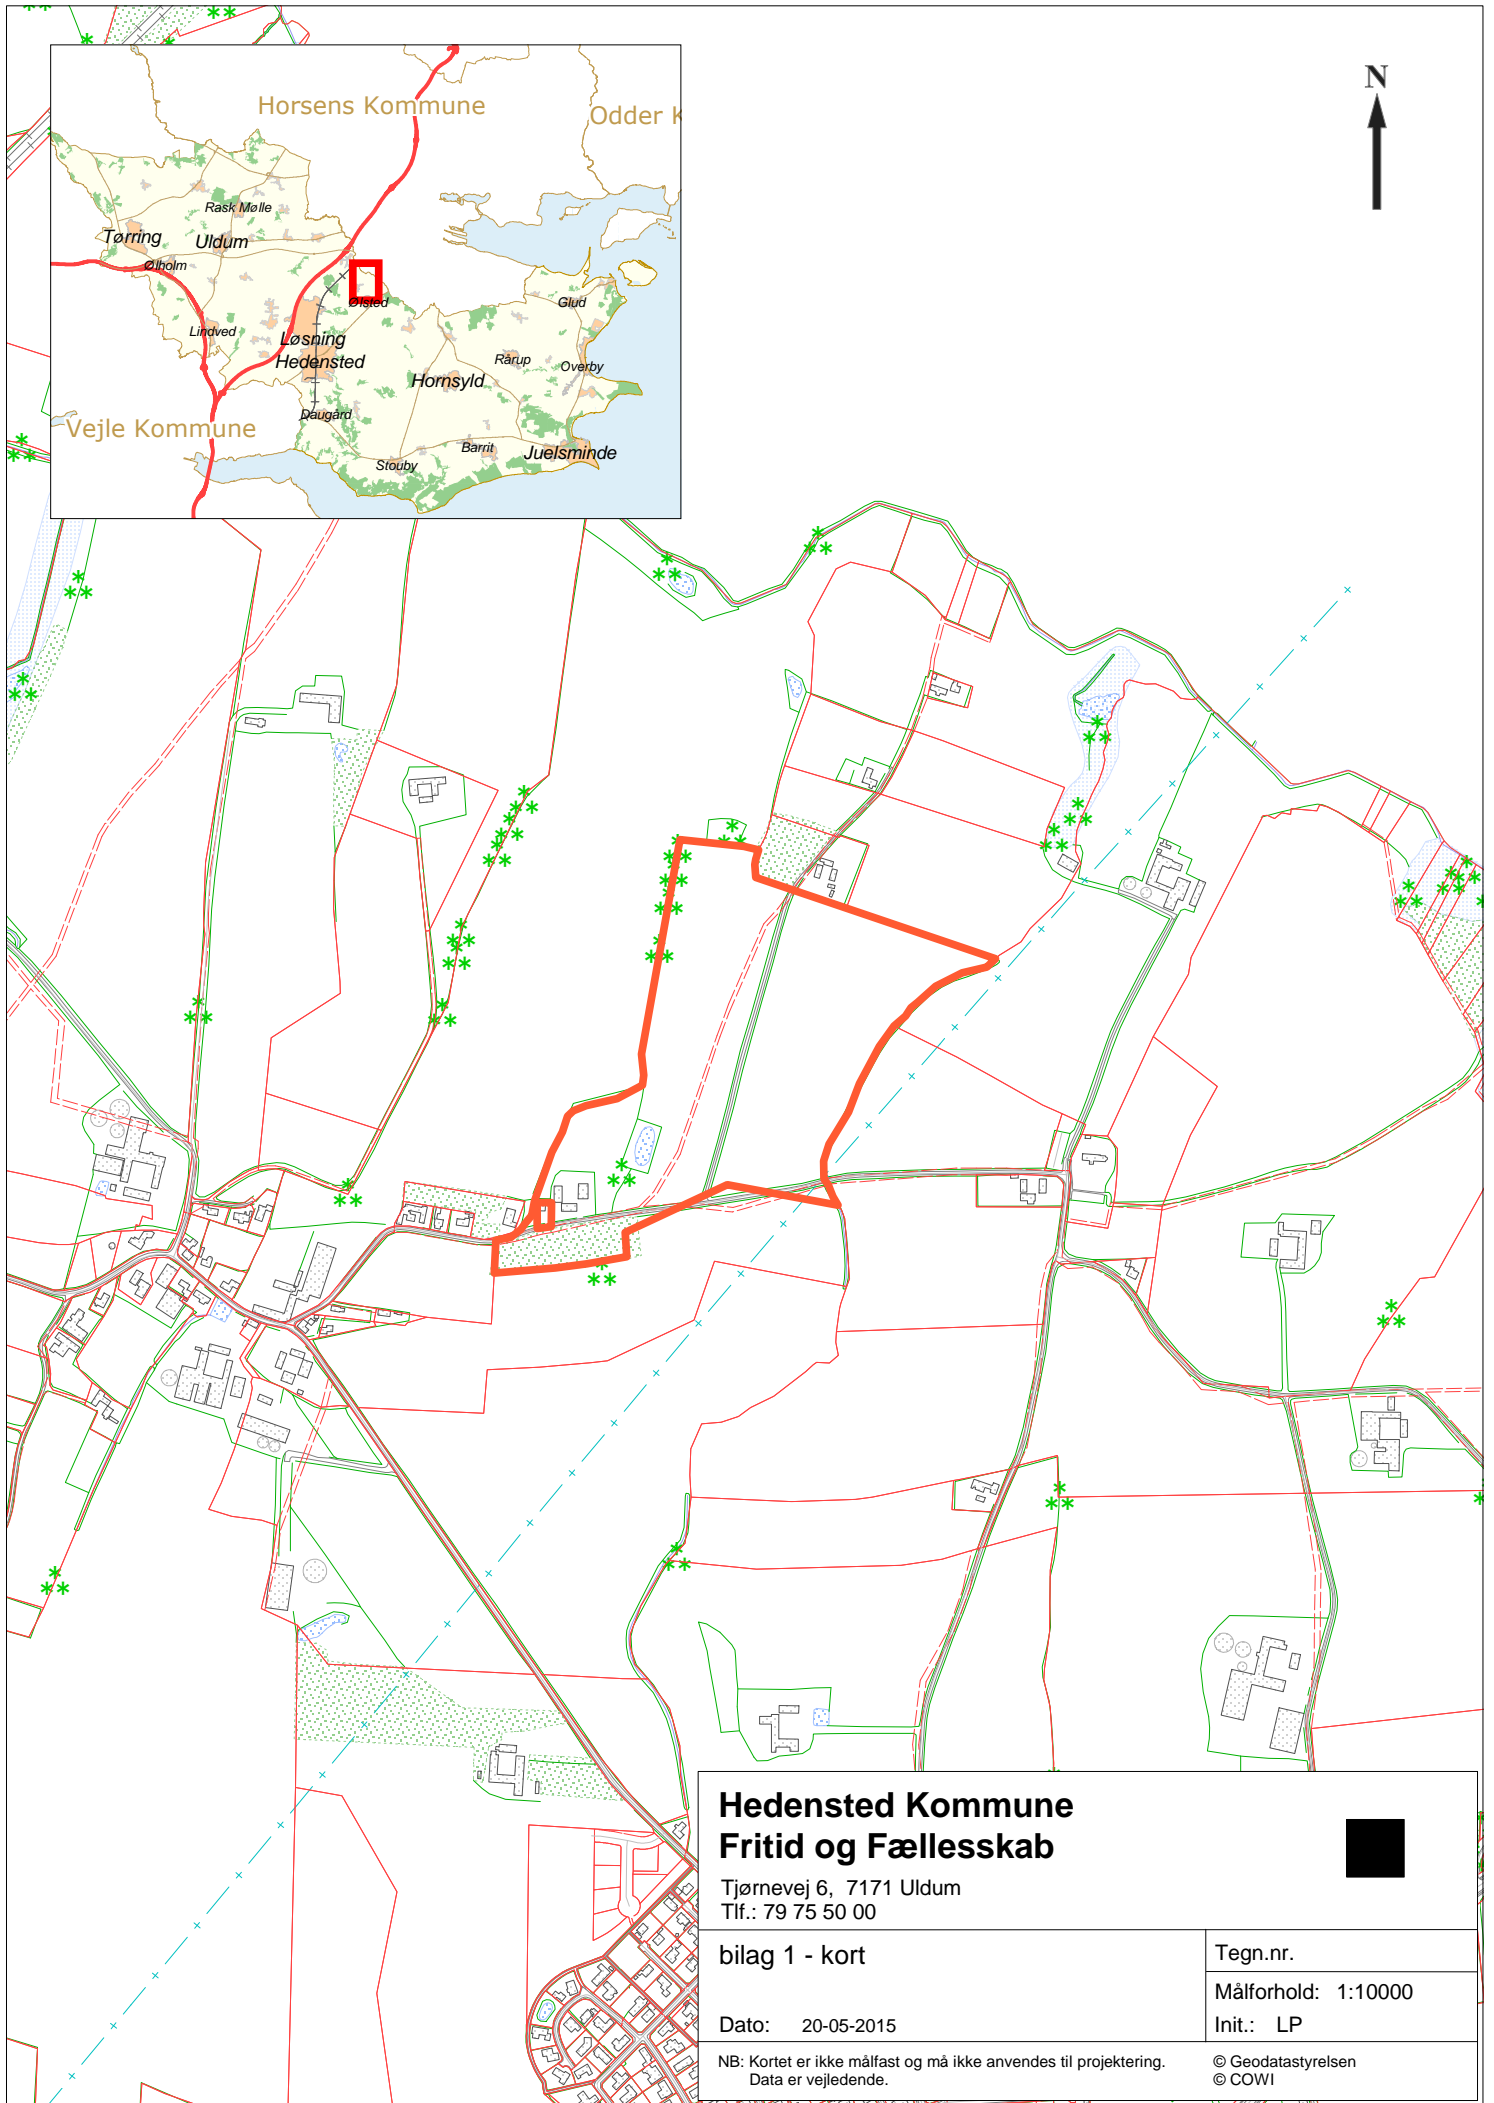 Horsens Kommune
Odder K
N
Rask Mølle
Tørring
Uldum
Ølholm
Ølsted
Glud
Lindved
Løsning
Hedensted
Rårup
Overby
Hornsyld
Daugård
Vejle Kommune
Barrit
Juelsminde
Stouby
Hedensted Kommune
Fritid og Fællesskab
Tjørnevej 6, 7171 Uldum
Tlf.: 79 75 50 00
bilag 1 - kort
Tegn.nr.
Målforhold: 1:10000
Dato: 20-05-2015
Init.: LP
NB: Kortet er ikke målfast og må ikke anvendes til projektering.
Data er vejledende.
© Geodatastyrelsen
© COWI